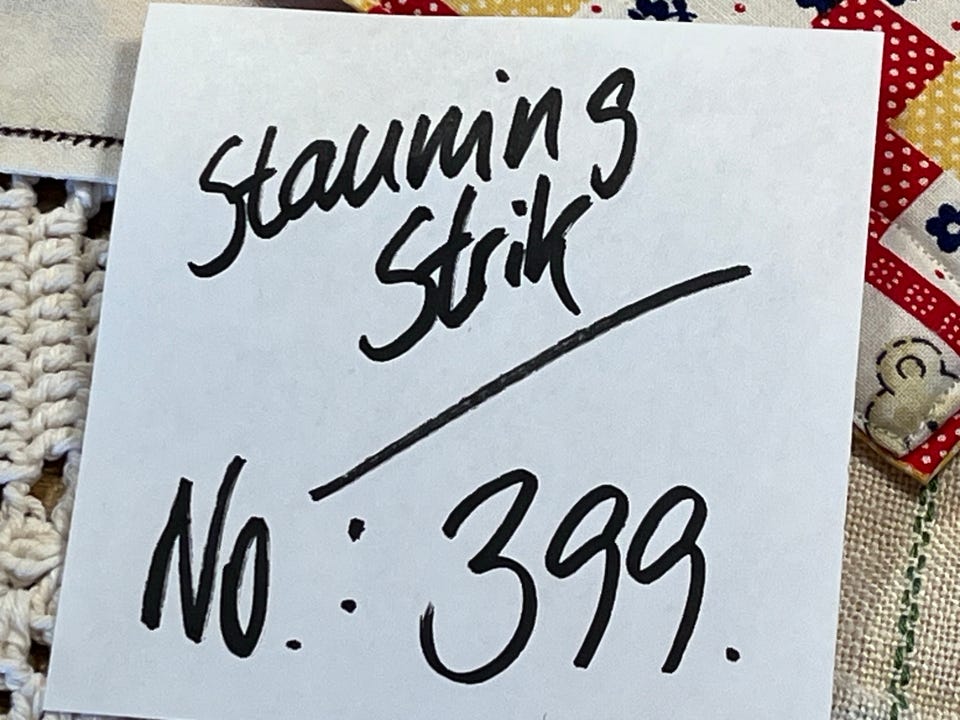 Stauning
Strik
No.: 399.